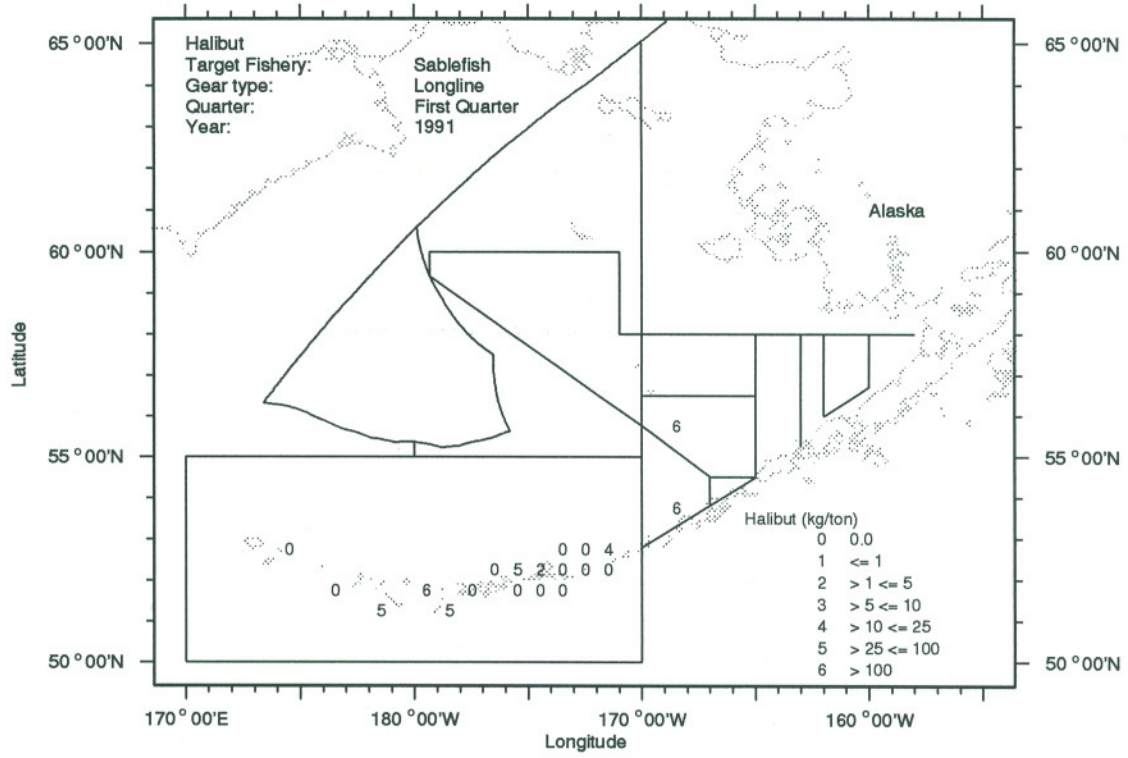 Halibut
Target Fishery: Sablefish
Gear type: Longline
Quarter: First Quarter
Year: 1991
65°00'N 65°00'N
Alaska
60°00'N 60°00'N
Latitude
6
55°00'N 55°00'N
6
Halibut (kg/ton)
0 0.0
1 <= 1
2 > 1 <= 5
3 > 5 <= 10
4 > 10 <= 25
5 > 25 <= 100
6 > 100
0 0 0 4
0 5 2 0 0 0
0 6 0 0 0 0
5 5
50°00'N 50°00'N
170°00'E 180°00'W 170°00'W 160°00'W
Longitude